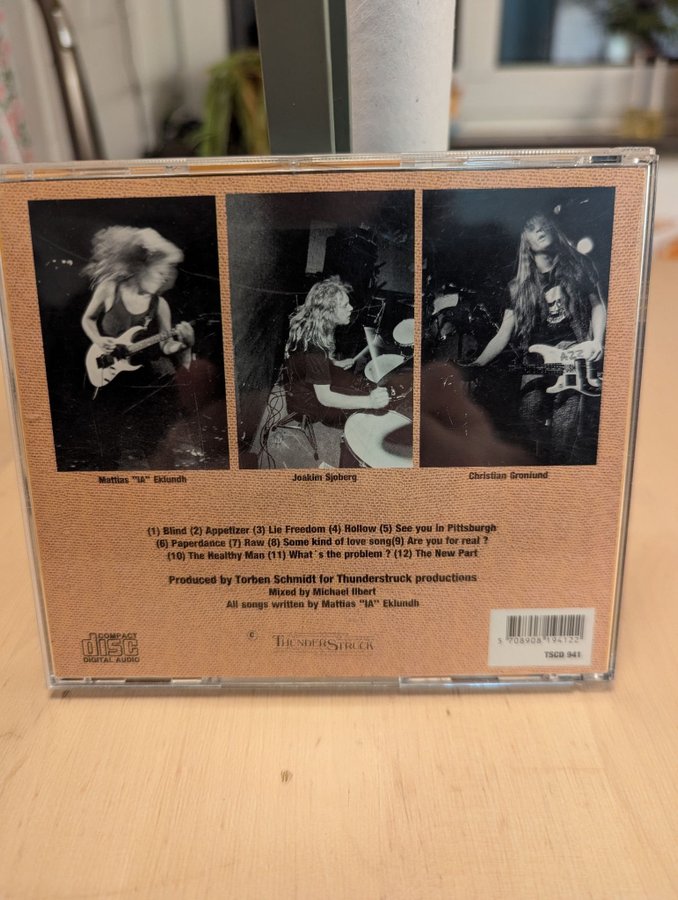 Mattias "IA" Eklundh
Joakim Sjoberg
Christian Gronlund
(1) Blind (2) Appetizer (3) Lie Freedom (4) Hollow (5) See you in Pittsburgh
(6) Paperdance (7) Raw (8) Some kind of love song(9) Are you for real ?
(10) The Healthy Man (11) What`s the problem ? (12) The New Part
Produced by Torben Schmidt for Thunderstruck productions
Mixed by Michael Ilbert
All songs written by Mattias "IA" Eklundh
COMPACT
disc
DIGITAL AUDIO
©
THUNDERSTRUCK
5 708908 194122
TSCD 941